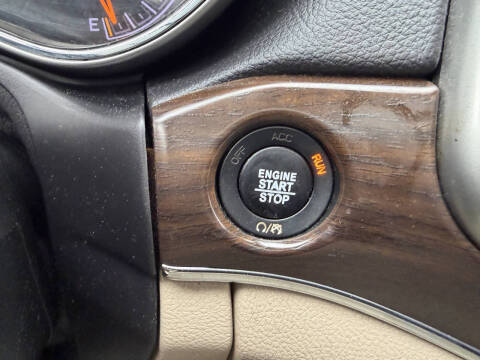 E
ACC
OFF
RUN
ENGINE
START
STOP